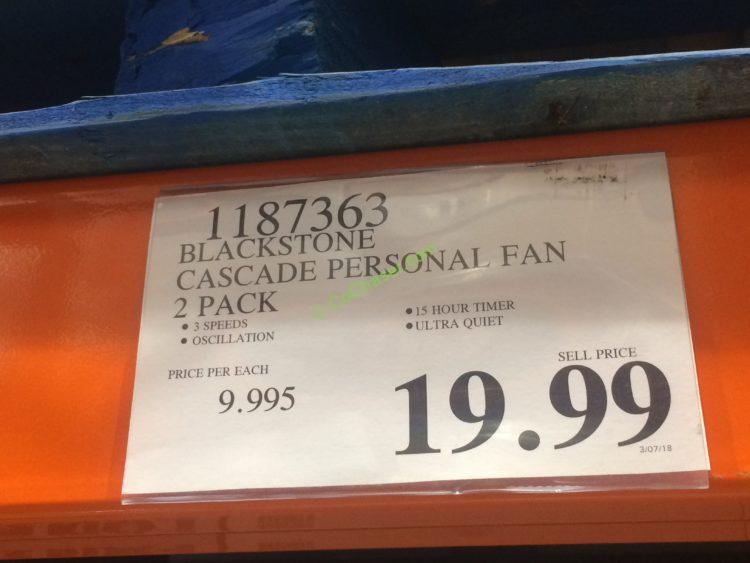 1187363
BLACKSTONE
CASCADE PERSONAL FAN
2 PACK
• 3 SPEEDS
• OSCILLATION
• 15 HOUR TIMER
• ULTRA QUIET
PRICE PER EACH
9.995
SELL PRICE
19.99
3/07/18